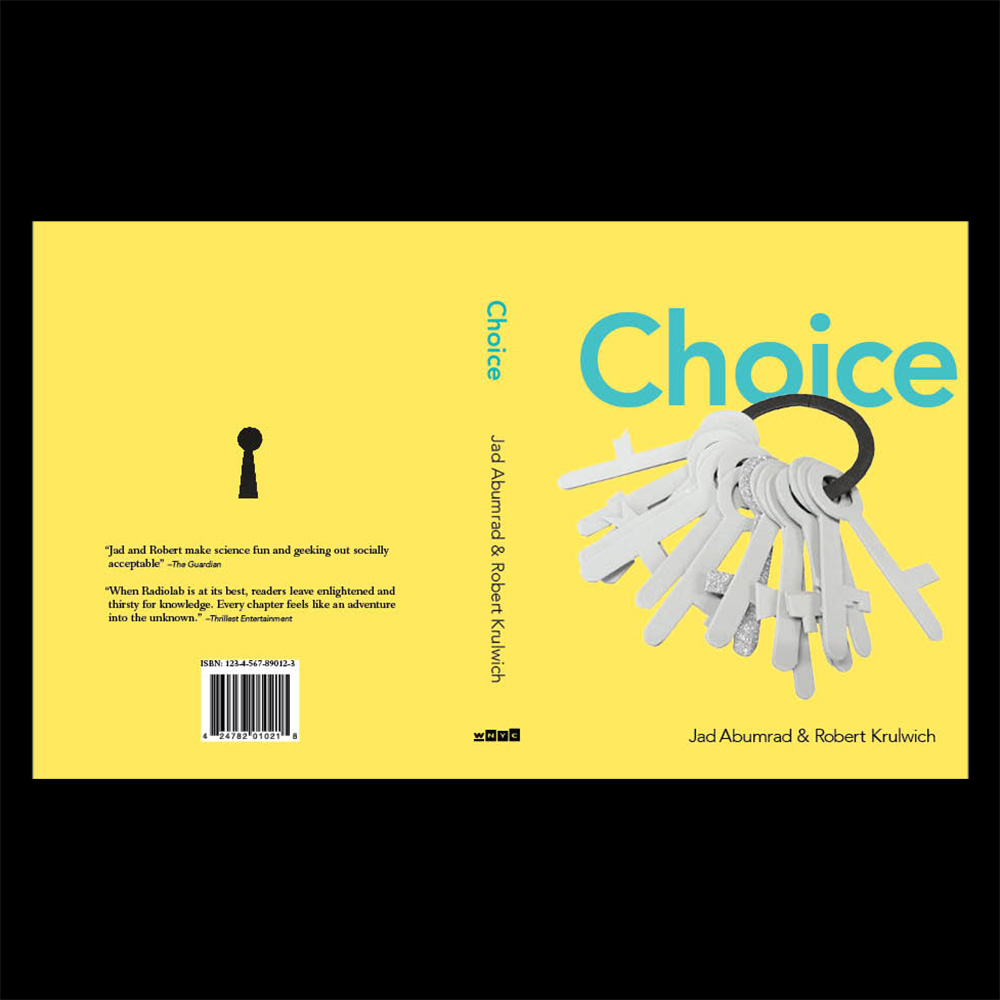 “Jad and Robert make science fun and geeking out socially
acceptable” –The Guardian
“When Radiolab is at its best, readers leave enlightened and
thirsty for knowledge. Every chapter feels like an adventure
into the unknown.” –Thrillest Entertainment
ISBN: 123-4-567-89012-3
4 24782 01021 8
Choice
Jad Abumrad & Robert Krulwich
WNYC
Choice
Jad Abumrad & Robert Krulwich